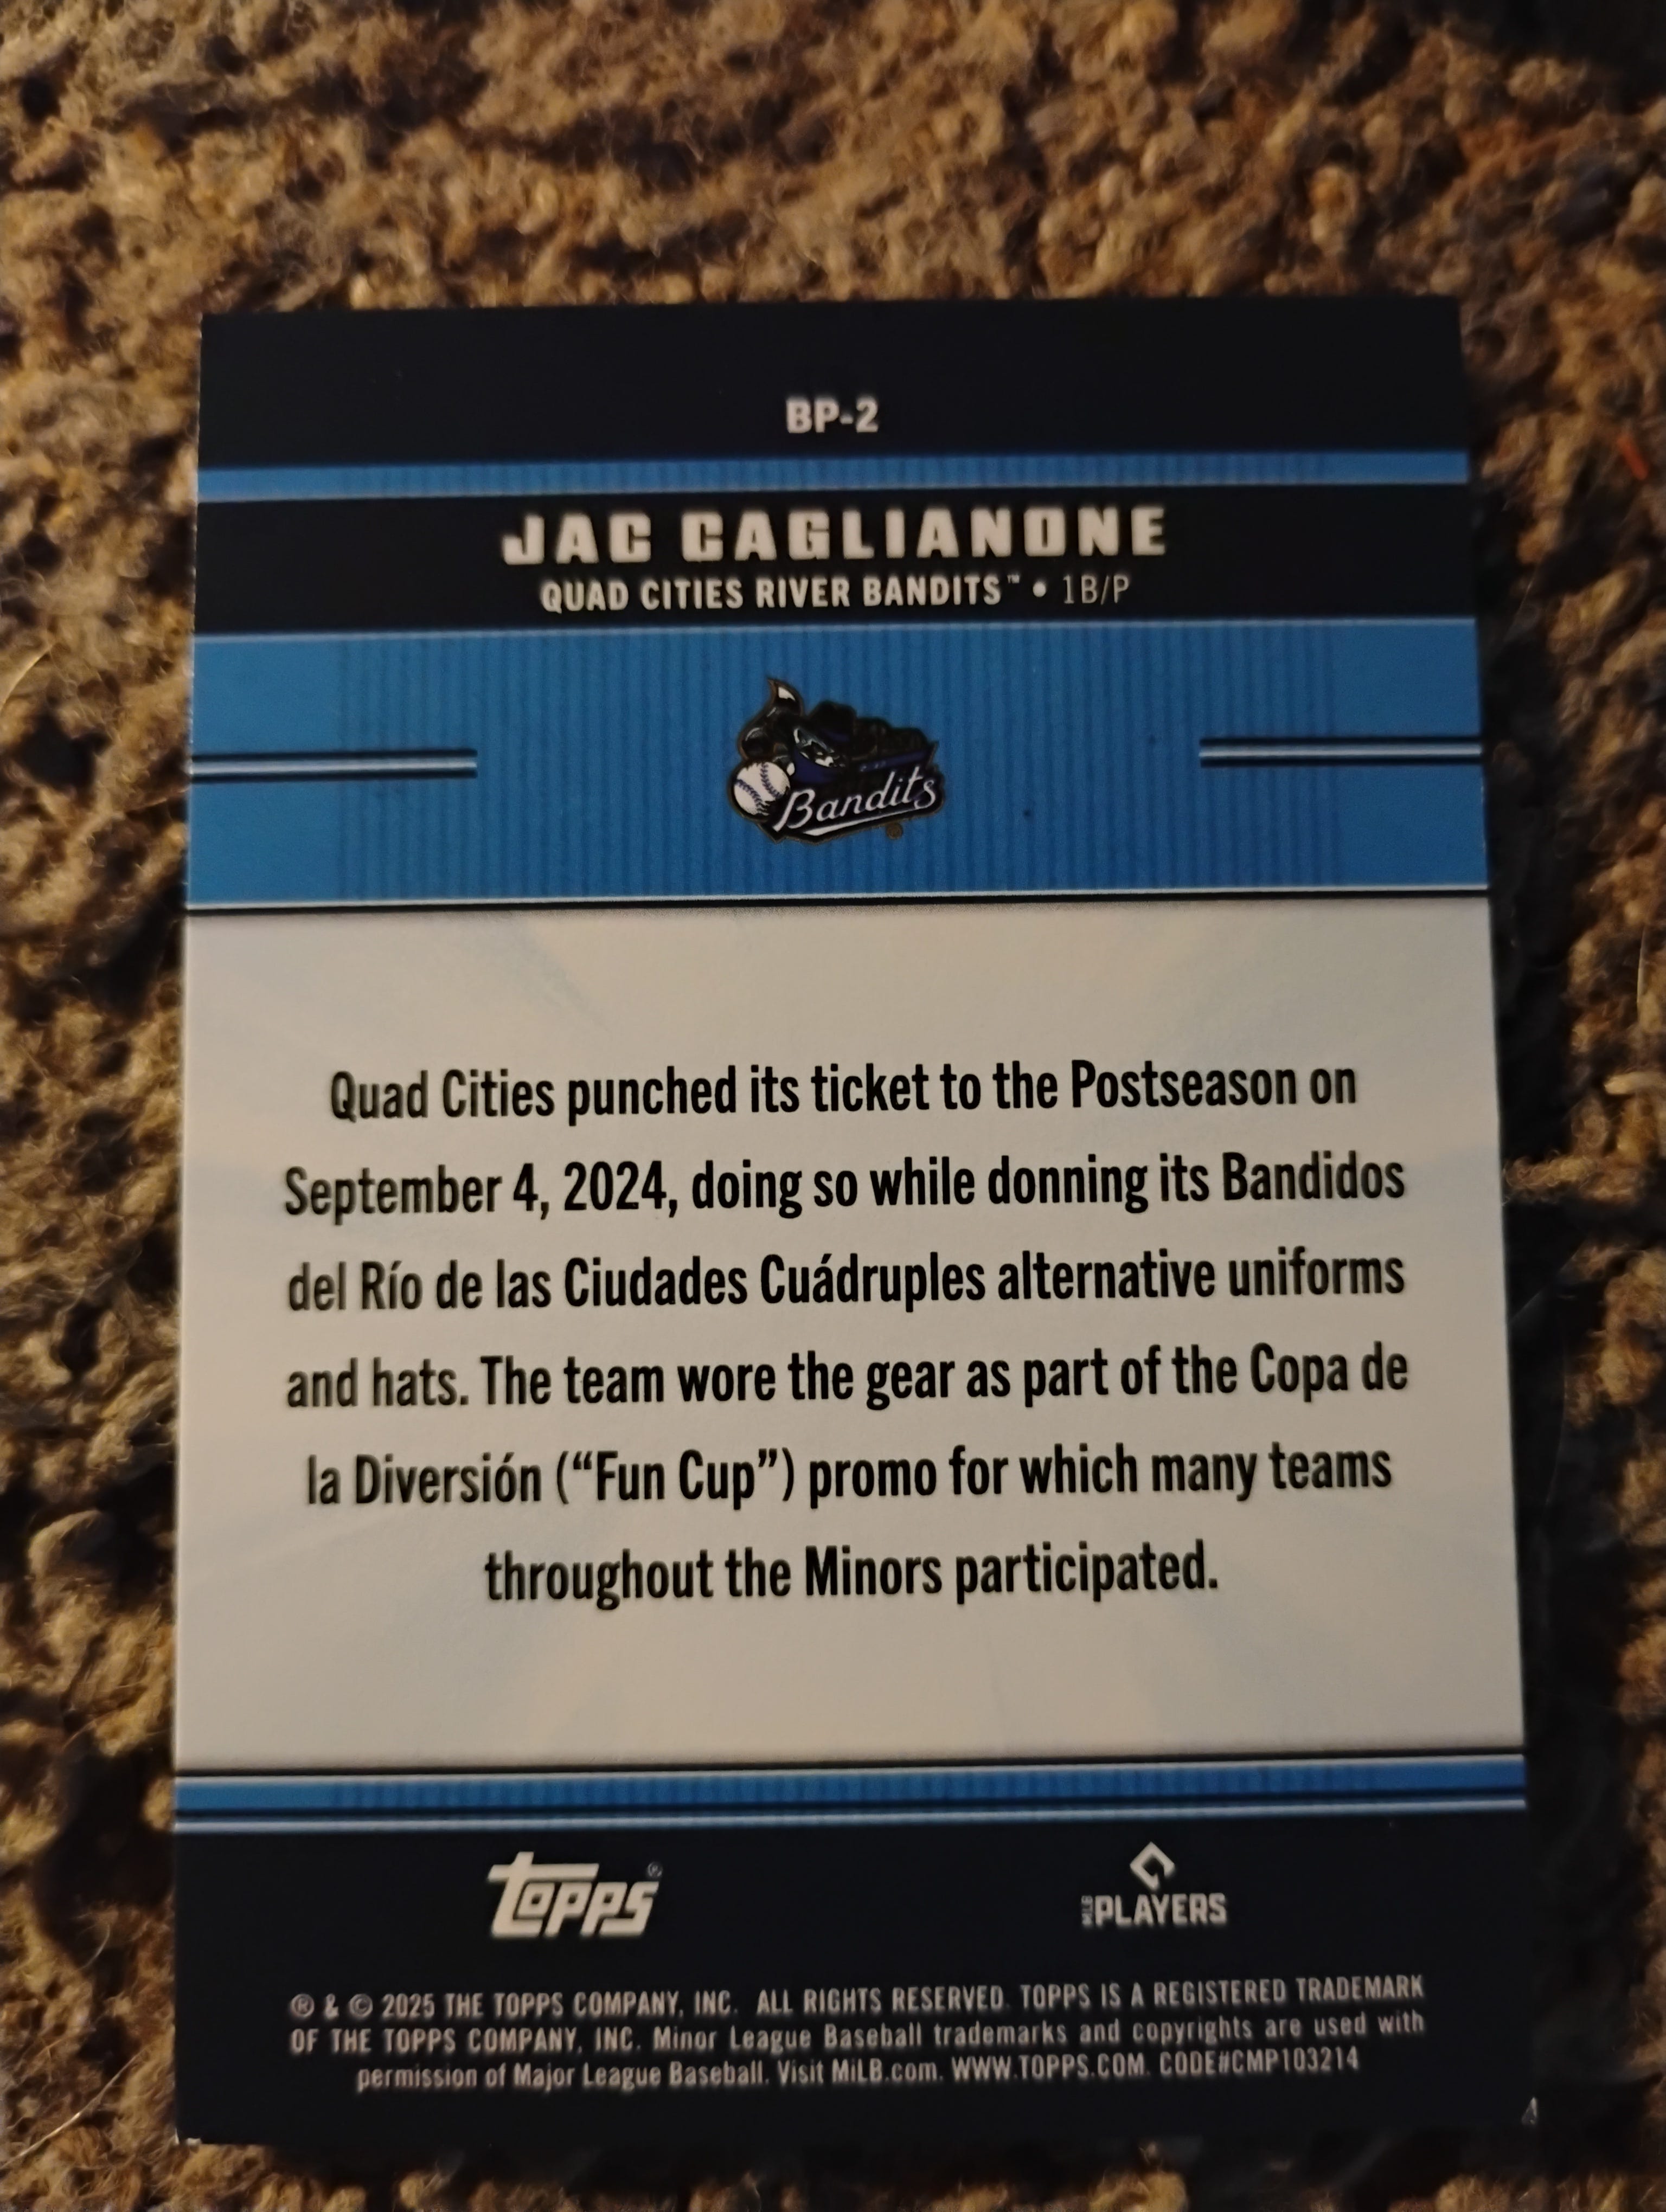 BP-2
JAC CAGLIANONE
QUAD CITIES RIVER BANDITS™ • 1B/P
Bandits
Quad Cities punched its ticket to the Postseason on
September 4, 2024, doing so while donning its Bandidos
del Río de las Ciudades Cuádruples alternative uniforms
and hats. The team wore the gear as part of the Copa de
la Diversión (“Fun Cup”) promo for which many teams
throughout the Minors participated.
Topps®
MLB PLAYERS
® & © 2025 THE TOPPS COMPANY, INC. ALL RIGHTS RESERVED. TOPPS IS A REGISTERED TRADEMARK
OF THE TOPPS COMPANY, INC. Minor League Baseball trademarks and copyrights are used with
permission of Major League Baseball. Visit MiLB.com. WWW.TOPPS.COM. CODE#CMP103214